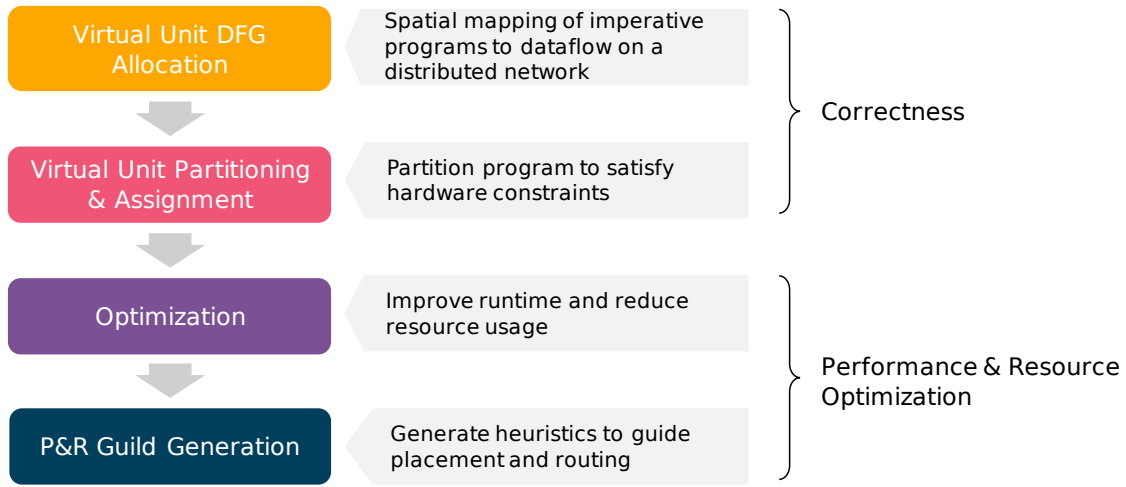 Virtual Unit DFG
Allocation
Spatial mapping of imperative
programs to dataflow on a
distributed network
Correctness
Virtual Unit Partitioning
& Assignment
Partition program to satisfy
hardware constraints
Optimization
Improve runtime and reduce
resource usage
Performance & Resource
Optimization
P&R Guild Generation
Generate heuristics to guide
placement and routing